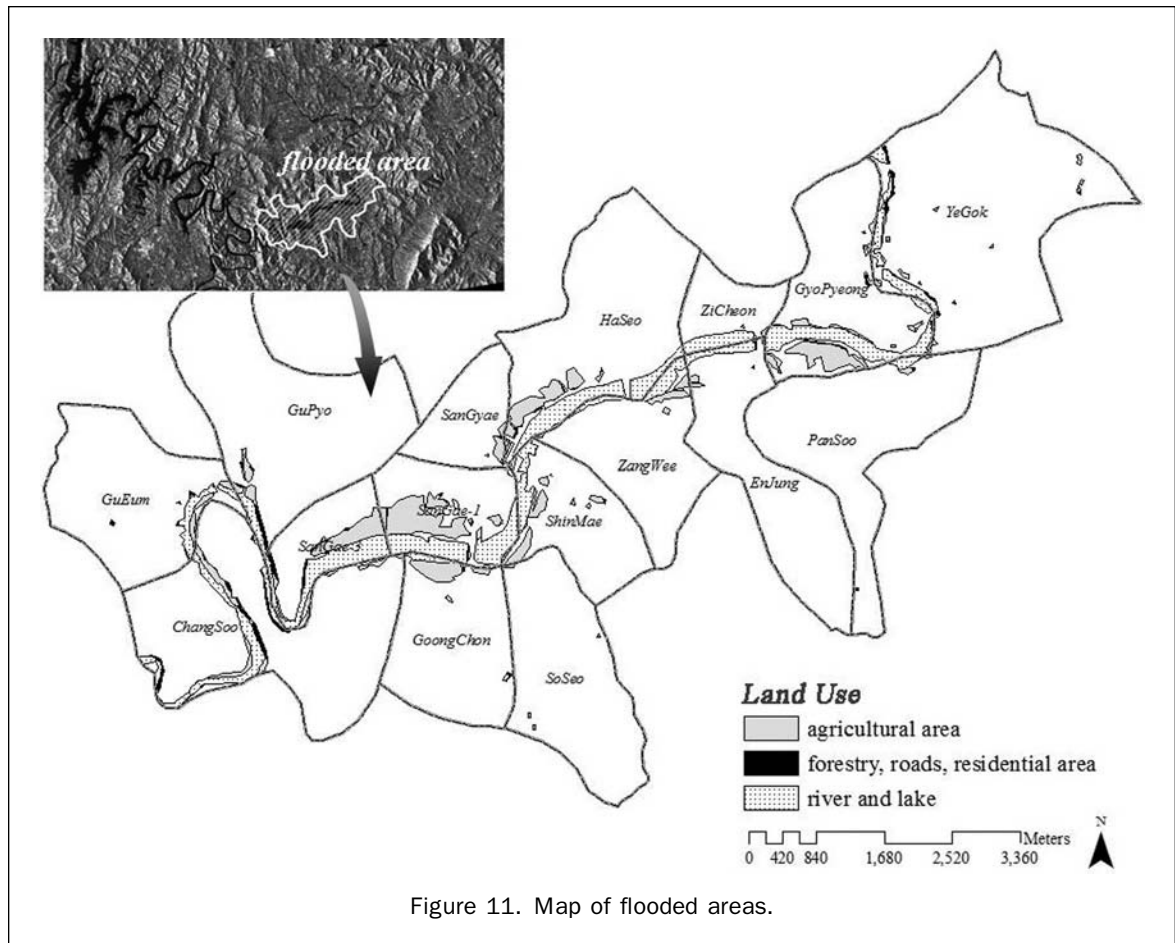 flooded area
YeGok
GyoPyeong
ZiCheon
HaSeo
GuPyo
SanGyae
PanSoo
ZangWee
EnJung
GuEum
SanGae-1
ShinMae
SanGae-3
ChangSoo
GoongChon
SoSeo
Land Use
agricultural area
forestry, roads, residential area
river and lake
N
Meters
0 420 840 1,680 2,520 3,360
Figure 11. Map of flooded areas.